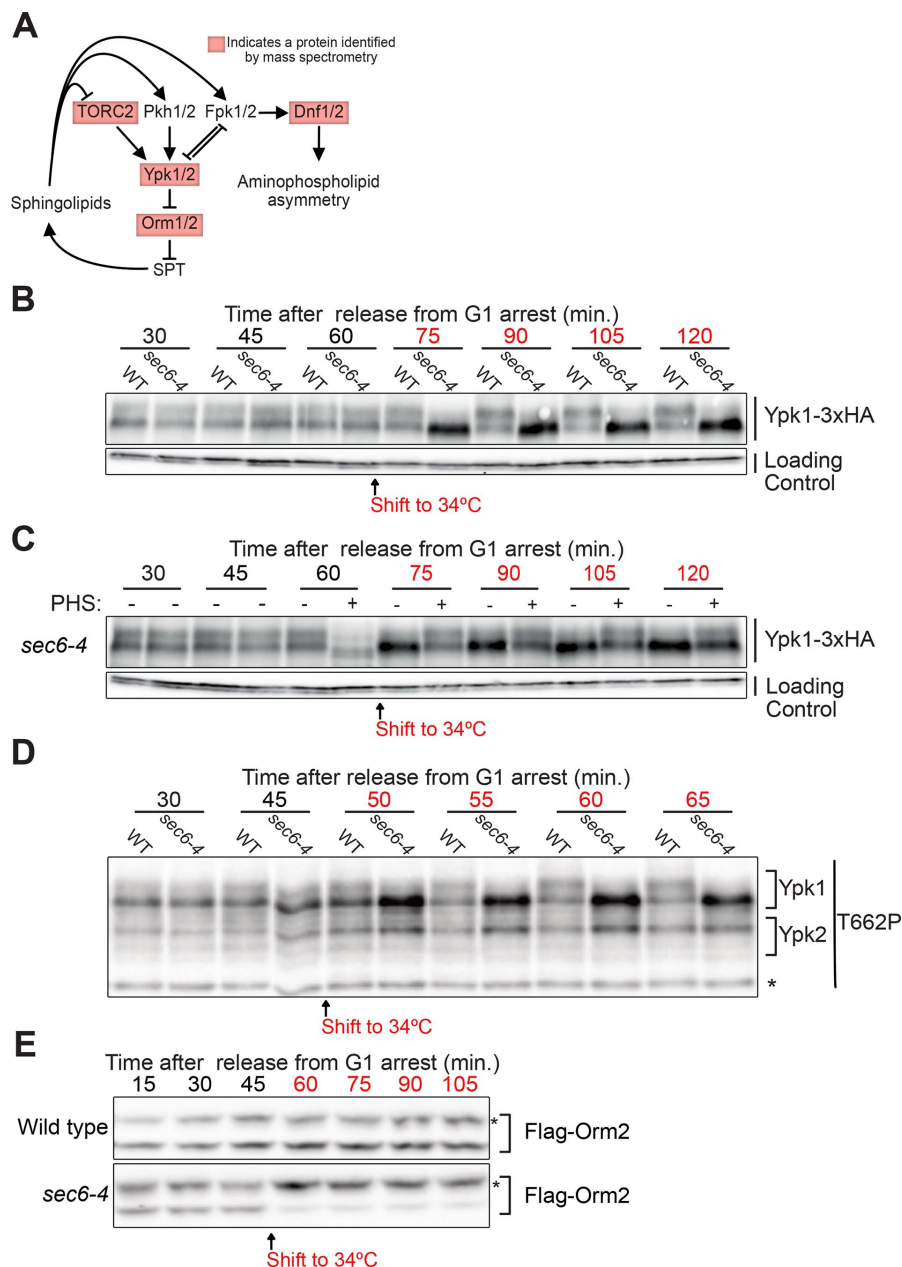 A
Indicates a protein identified
by mass spectrometry
TORC2 Pkh1/2 Fpk1/2 Dnf1/2
Ypk1/2
Aminophospholipid
asymmetry
Sphingolipids
Orm1/2
SPT
B
Time after release from G1 arrest (min.)
30 45 60 75 90 105 120
WT sec6-4 WT sec6-4 WT sec6-4 WT sec6-4 WT sec6-4 WT sec6-4 WT sec6-4
Ypk1-3xHA
Loading
Control
Shift to 34ºC
C
Time after release from G1 arrest (min.)
30 45 60 75 90 105 120
PHS: - - - - - + - + - + - + - +
sec6-4
Ypk1-3xHA
Loading
Control
Shift to 34ºC
D
Time after release from G1 arrest (min.)
30 45 50 55 60 65
WT sec6-4 WT sec6-4 WT sec6-4 WT sec6-4 WT sec6-4 WT sec6-4
Ypk1
Ypk2
T662P
*
Shift to 34ºC
E
Time after release from G1 arrest (min.)
15 30 45 60 75 90 105
Wild type
*
Flag-Orm2
sec6-4
*
Flag-Orm2
Shift to 34ºC